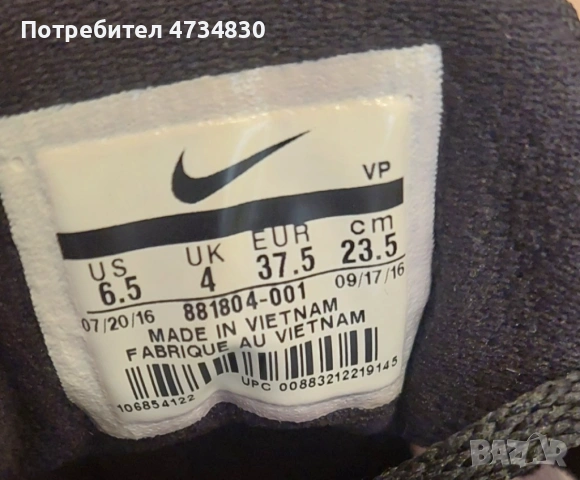 Потребител 4734830
VP
US UK EUR cm
6.5 4 37.5 23.5
07/20/16 881804-001 09/17/16
MADE IN VIETNAM
FABRIQUE AU VIETNAM
106854122 UPC 00883212219145
BAZAR